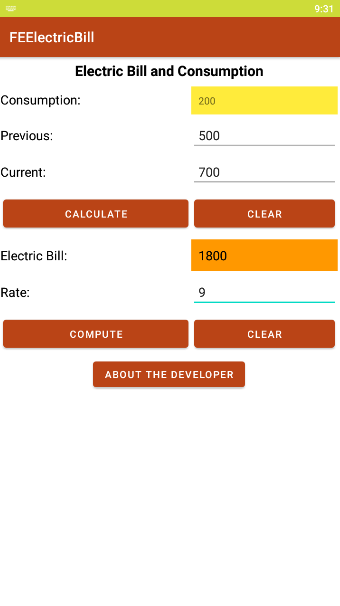 9:31
FEElectricBill
Electric Bill and Consumption
Consumption: 200
Previous: 500
Current: 700
CALCULATE CLEAR
Electric Bill: 1800
Rate: 9
COMPUTE CLEAR
ABOUT THE DEVELOPER